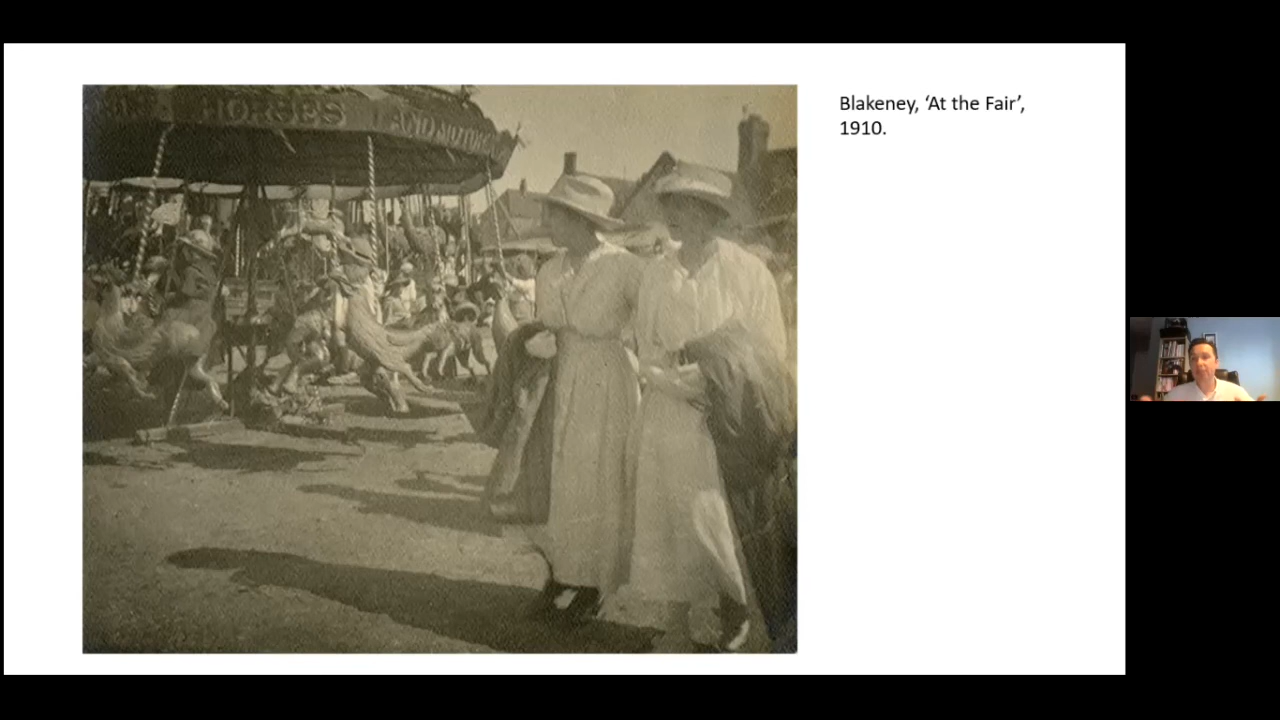 HORSES
Blakeney, ‘At the Fair’,
1910.